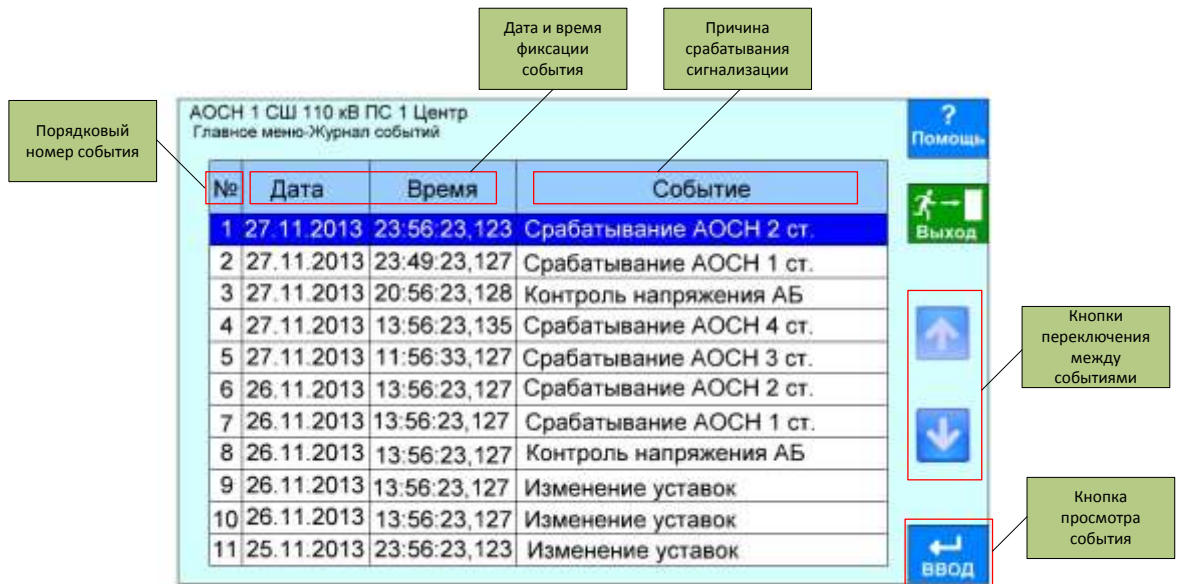 Дата и время
фиксации
события
Причина
срабатывания
сигнализации
Порядковый
номер события
АОСН 1 СШ 110 кВ ПС 1 Центр
Главное меню-Журнал событий
?
Помощь
№ Дата Время Событие
1 27.11.2013 23:56:23,123 Срабатывание АОСН 2 ст.
2 27.11.2013 23:49:23,127 Срабатывание АОСН 1 ст.
3 27.11.2013 20:56:23,128 Контроль напряжения АБ
4 27.11.2013 13:56:23,135 Срабатывание АОСН 4 ст.
5 27.11.2013 11:56:33,127 Срабатывание АОСН 3 ст.
6 26.11.2013 13:56:23,127 Срабатывание АОСН 2 ст.
7 26.11.2013 13:56:23,127 Срабатывание АОСН 1 ст.
8 26.11.2013 13:56:23,127 Контроль напряжения АБ
9 26.11.2013 13:56:23,127 Изменение уставок
10 26.11.2013 13:56:23,127 Изменение уставок
11 25.11.2013 23:56:23,123 Изменение уставок
Выход
Кнопки
переключения
между
событиями
Кнопка
просмотра
события
ВВОД